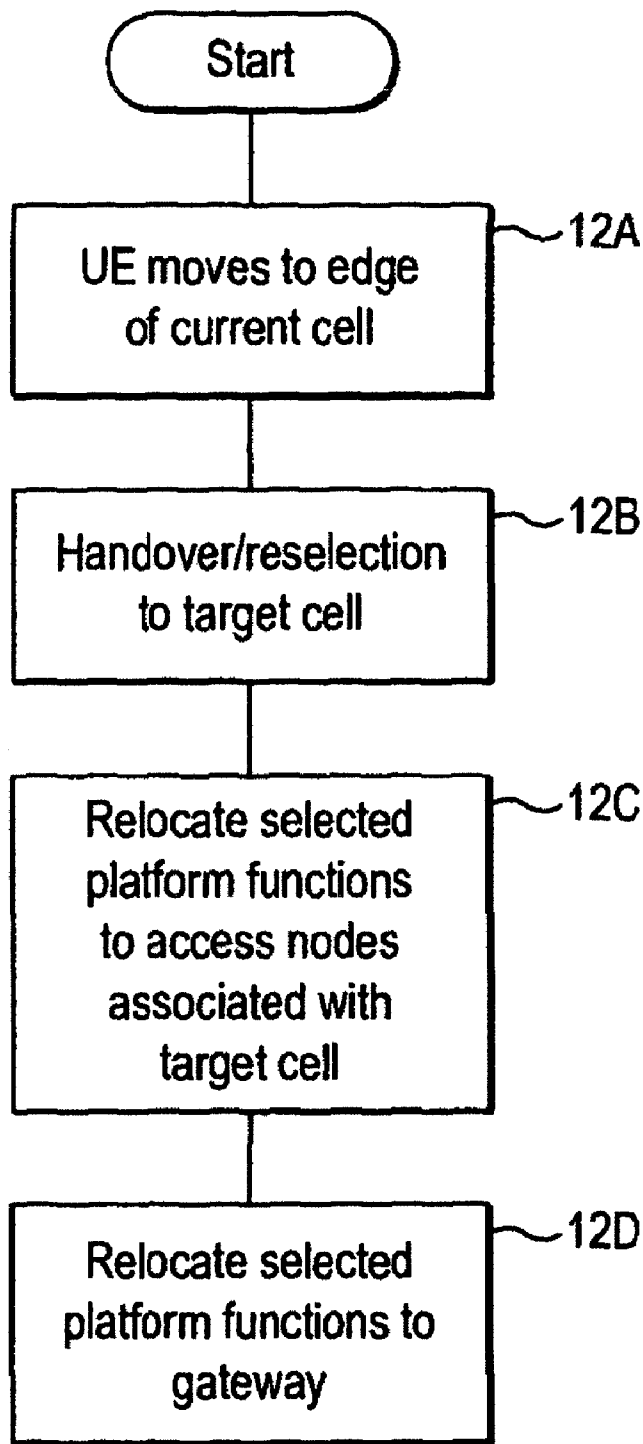 Start
12A
UE moves to edge
of current cell
12B
Handover/reselection
to target cell
12C
Relocate selected
platform functions
to access nodes
associated with
target cell
12D
Relocate selected
platform functions to
gateway